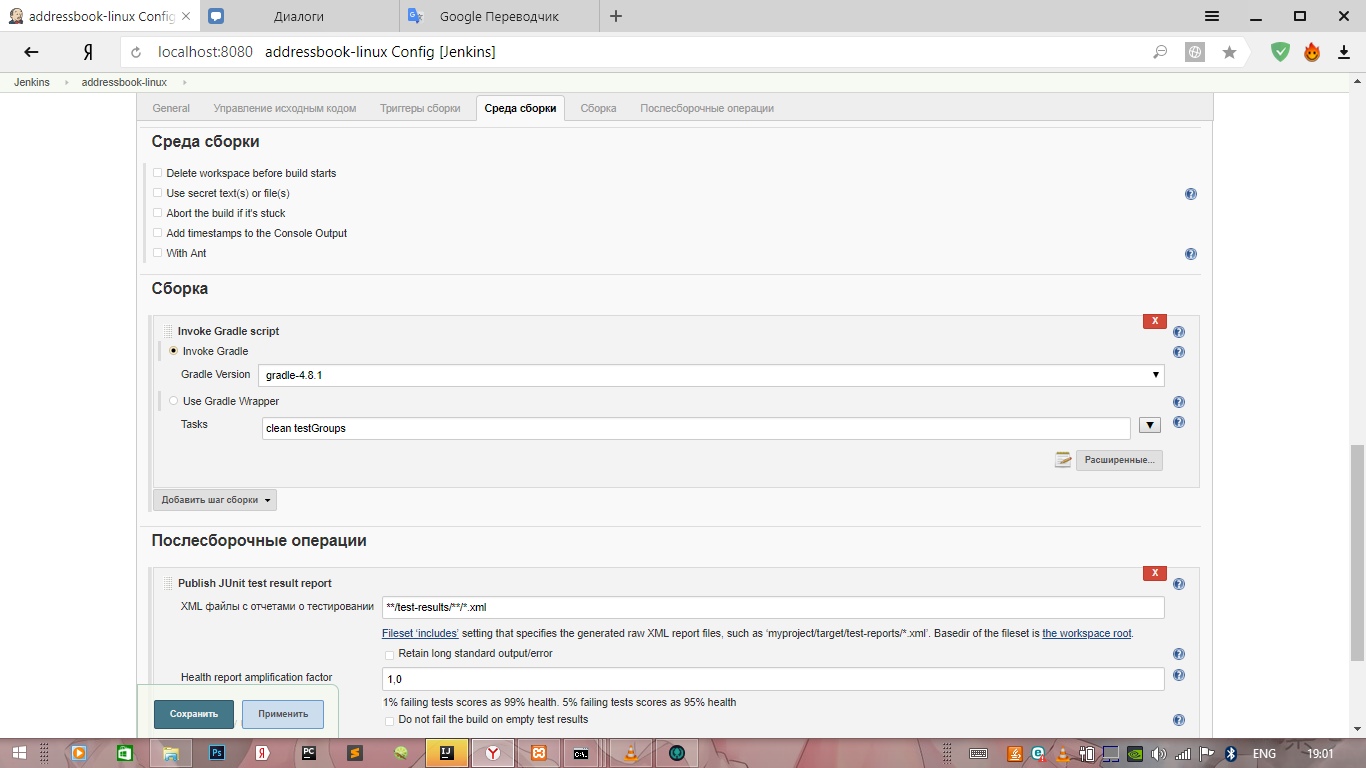 addressbook-linux Config
Диалоги
Google Переводчик
Я localhost:8080 addressbook-linux Config [Jenkins]
Jenkins addressbook-linux
General Управление исходным кодом Триггеры сборки Среда сборки Сборка Послесборочные операции
Среда сборки
Delete workspace before build starts
Use secret text(s) or file(s)
Abort the build if it's stuck
Add timestamps to the Console Output
With Ant
Сборка
X
Invoke Gradle script
Invoke Gradle
Gradle Version gradle-4.8.1
Use Gradle Wrapper
Tasks clean testGroups
Расширенные...
Добавить шаг сборки
Послесборочные операции
X
Publish JUnit test result report
XML файлы с отчетами о тестировании **/test-results/**/*.xml
Fileset 'includes' setting that specifies the generated raw XML report files, such as 'myproject/target/test-reports/*.xml'. Basedir of the fileset is the workspace root.
Retain long standard output/error
Health report amplification factor 1,0
1% failing tests scores as 99% health. 5% failing tests scores as 95% health
Сохранить Применить
Do not fail the build on empty test results
Ps Я PC IJ Y C:\_ ENG 19:01